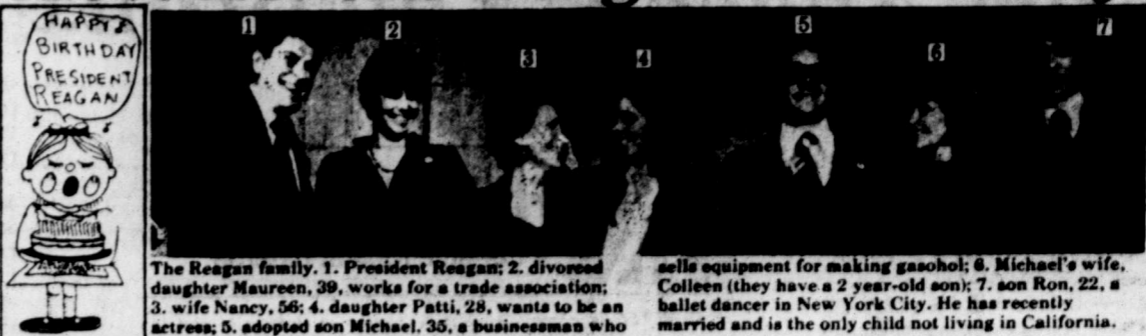 HAPPY
BIRTHDAY
PRESIDENT
REAGAN
1
2
3
4
5
6
7
The Reagan family. 1. President Reagan; 2. divorced
daughter Maureen, 39, works for a trade association;
3. wife Nancy, 56; 4. daughter Patti, 28, wants to be an
actress; 5. adopted son Michael, 35, a businessman who
sells equipment for making gasohol; 6. Michael's wife,
Colleen (they have a 2 year-old son); 7. son Ron, 22, a
ballet dancer in New York City. He has recently
married and is the only child not living in California.